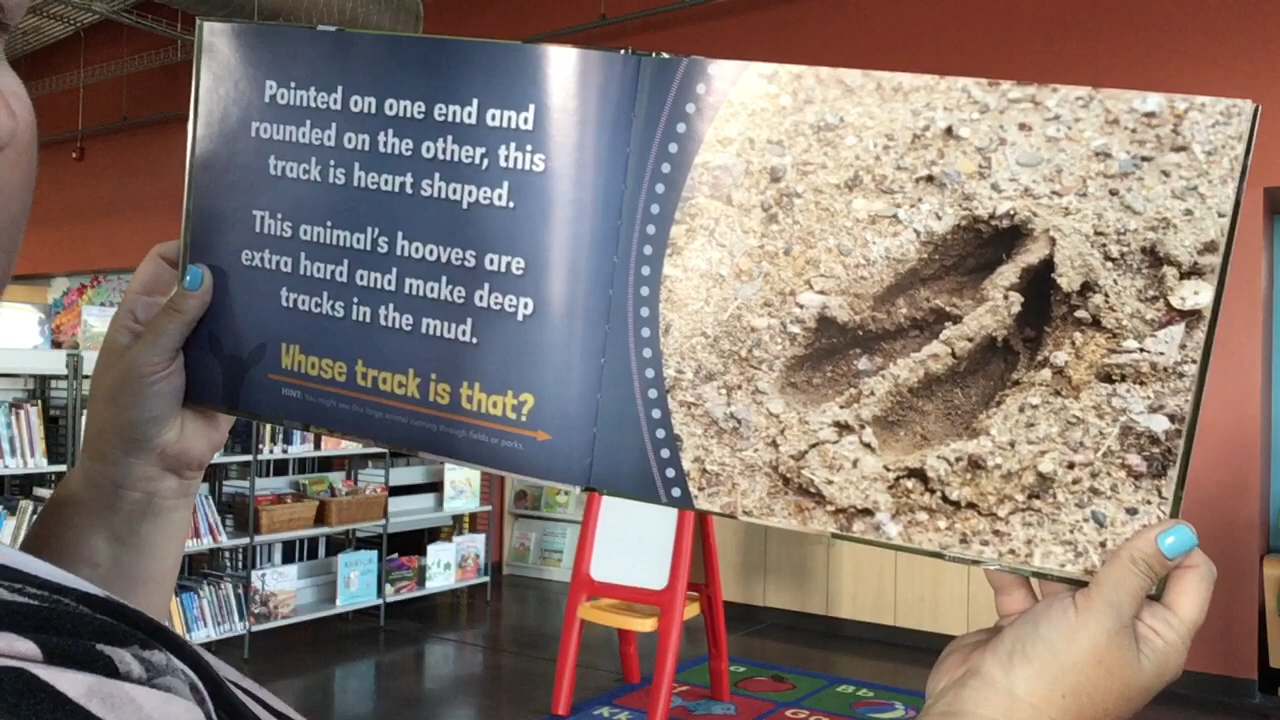 Pointed on one end and
rounded on the other, this
track is heart shaped.
This animal's hooves are
extra hard and make deep
tracks in the mud.
Whose track is that?
HINT: You might see this large animal running through fields or parks.
Bb
Kk